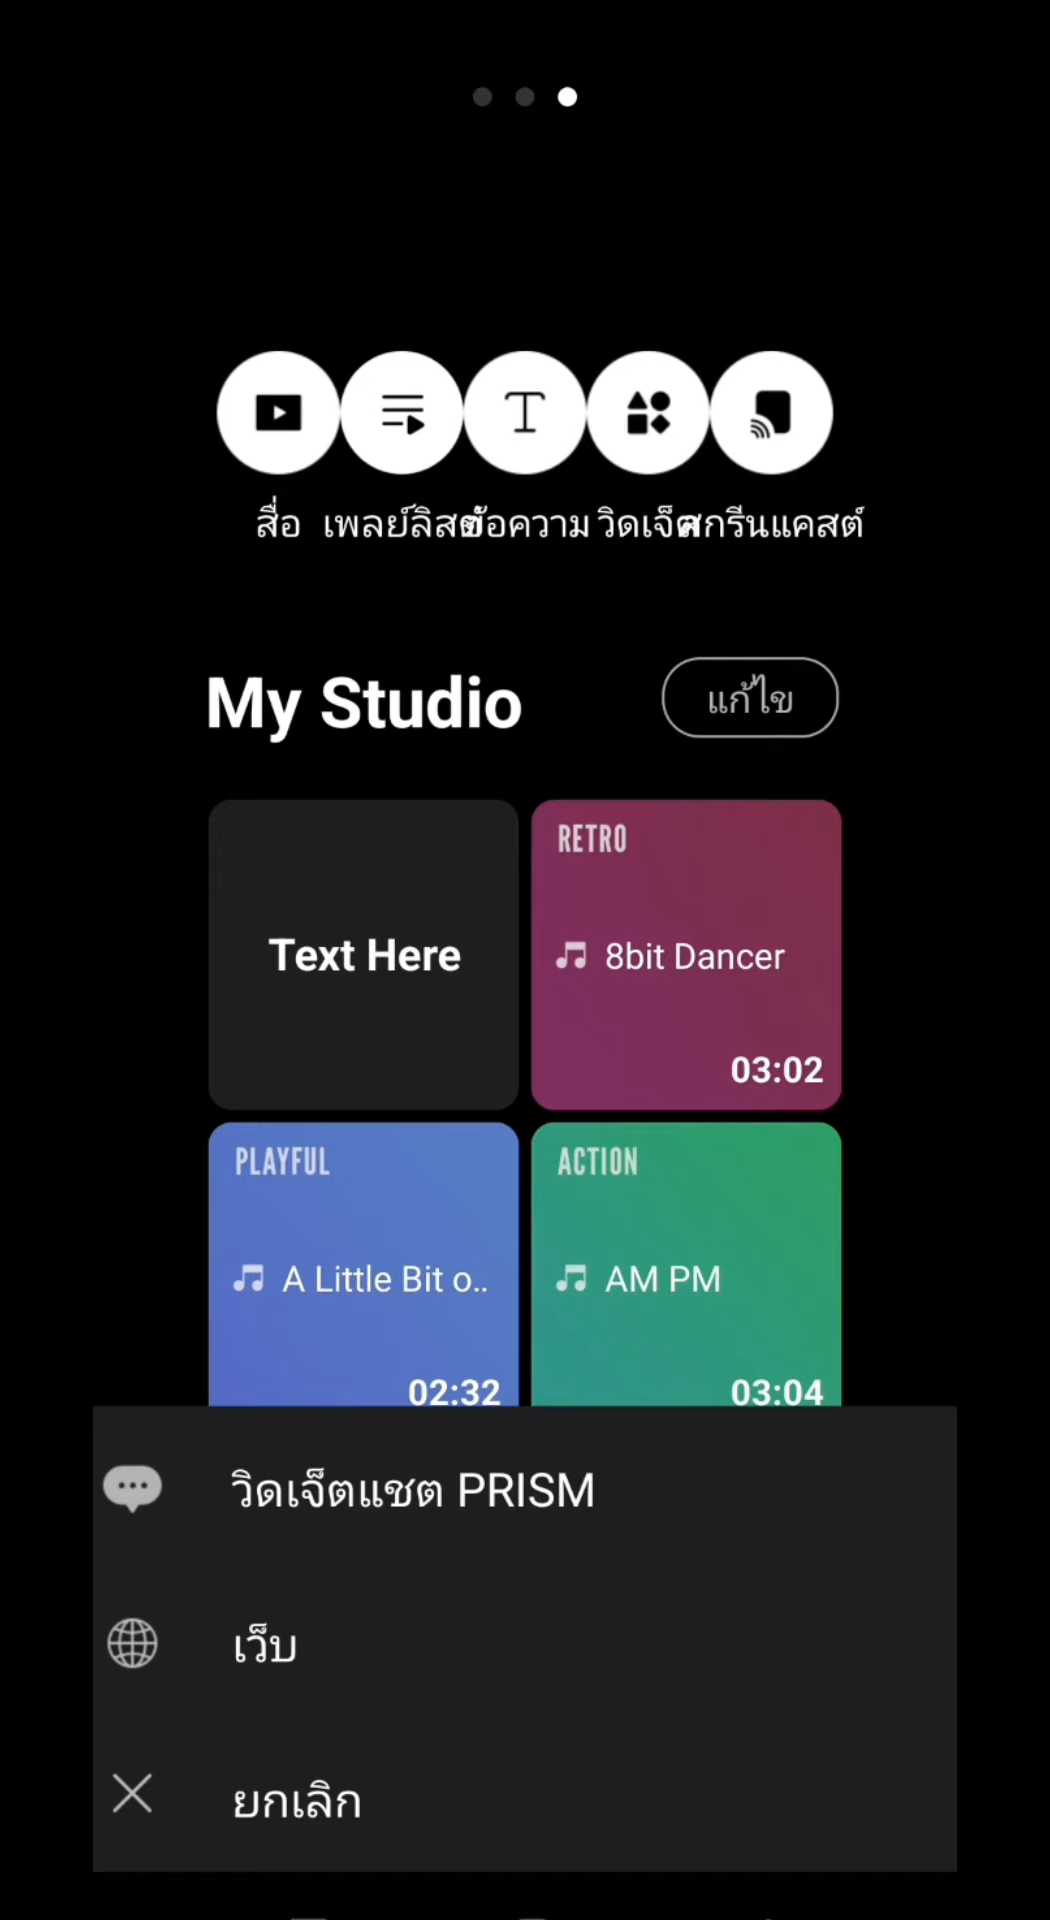 สื่อ เพลย์ลิสต์ ข้อความ วิดเจ็ต สกรีนแคสต์
My Studio แก้ไข
Text Here
RETRO
8bit Dancer
03:02
PLAYFUL
A Little Bit o..
02:32
ACTION
AM PM
03:04
วิดเจ็ตแชต PRISM
เว็บ
ยกเลิก